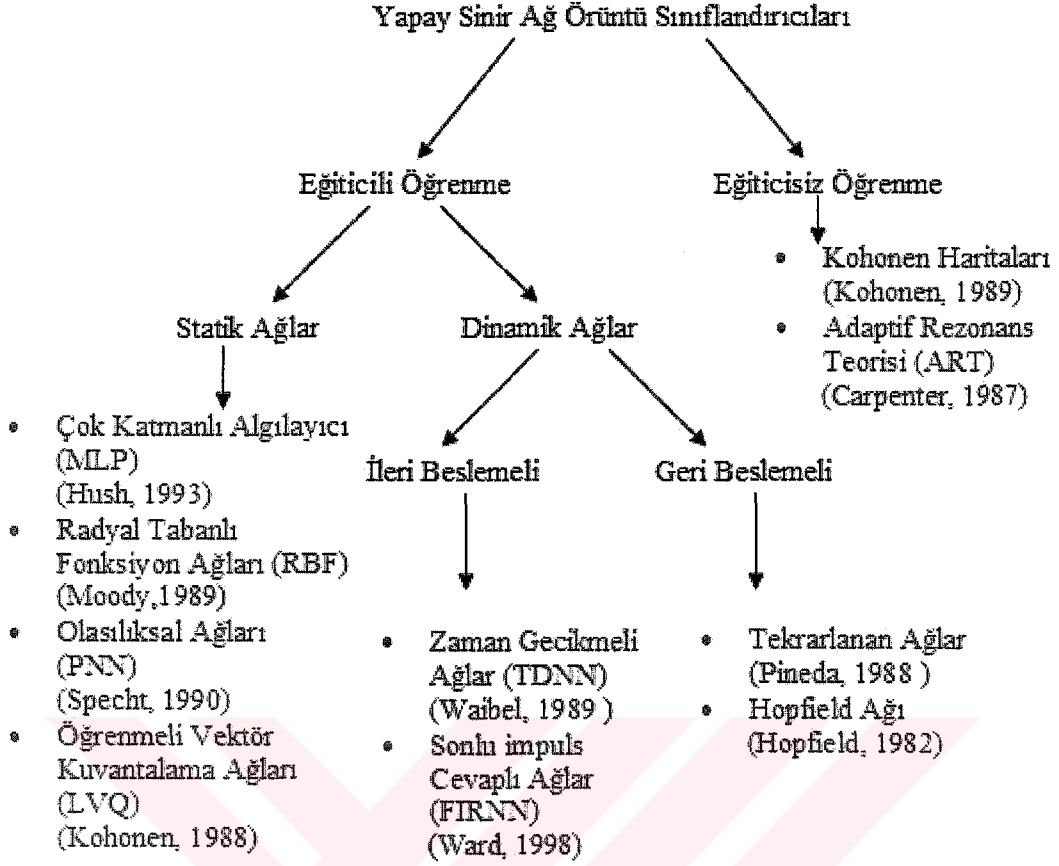 Yapay Sinir Ağ Örüntü Sınıflandırıcıları
Eğiticili Öğrenme
Eğiticisiz Öğrenme
• Kohonen Haritaları
(Kohonen, 1989)
• Adaptif Rezonans
Teorisi (ART)
(Carpenter, 1987)
Statik Ağlar
Dinamik Ağlar
• Çok Katmanlı Algılayıcı
(MLP)
(Hush, 1993)
• Radyal Tabanlı
Fonksiyon Ağları (RBF)
(Moody,1989)
• Olasılıksal Ağları
(PNN)
(Specht, 1990)
• Öğrenmeli Vektör
Kuvantalama Ağları
(LVQ)
(Kohonen, 1988)
İleri Beslemeli
Geri Beslemeli
• Zaman Gecikmeli
Ağlar (TDNN)
(Waibel, 1989 )
• Sonlu impuls
Cevaplı Ağlar
(FIRNN)
(Ward, 1998)
• Tekrarlanan Ağlar
(Pineda, 1988 )
• Hopfield Ağı
(Hopfield, 1982)